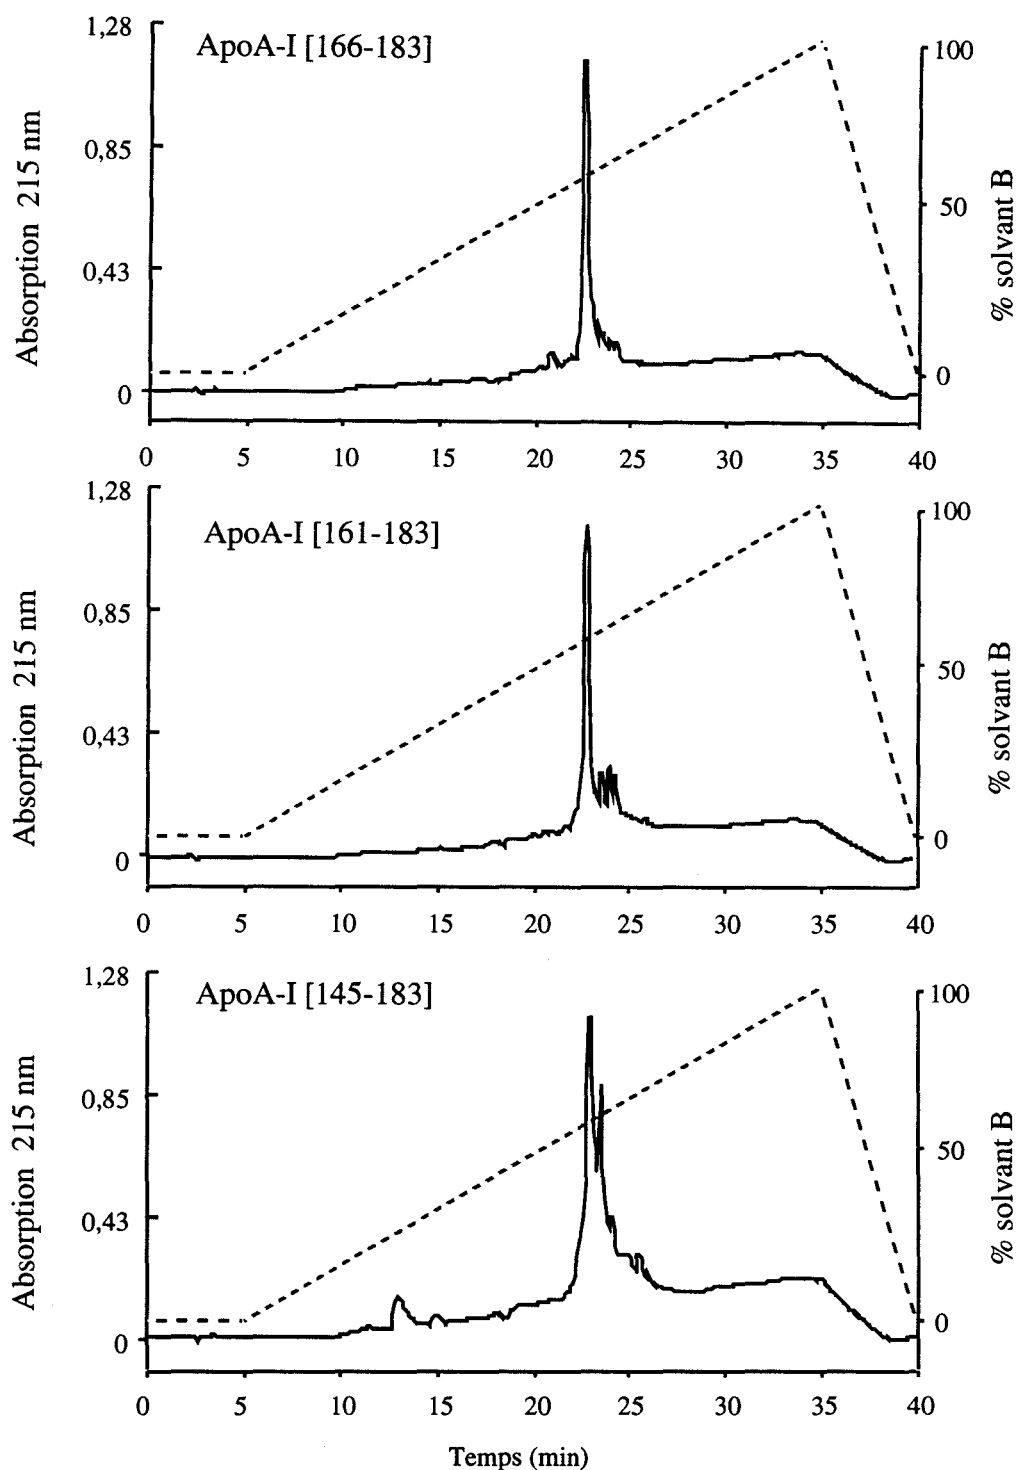 1,28
ApoA-I [166-183]
100
0,85
Absorption 215 nm
50
% solvant B
0,43
0
0
0 5 10 15 20 25 30 35 40
1,28
ApoA-I [161-183]
100
0,85
Absorption 215 nm
50
% solvant B
0,43
0
0
0 5 10 15 20 25 30 35 40
1,28
ApoA-I [145-183]
100
0,85
Absorption 215 nm
50
% solvant B
0,43
0
0
0 5 10 15 20 25 30 35 40
Temps (min)